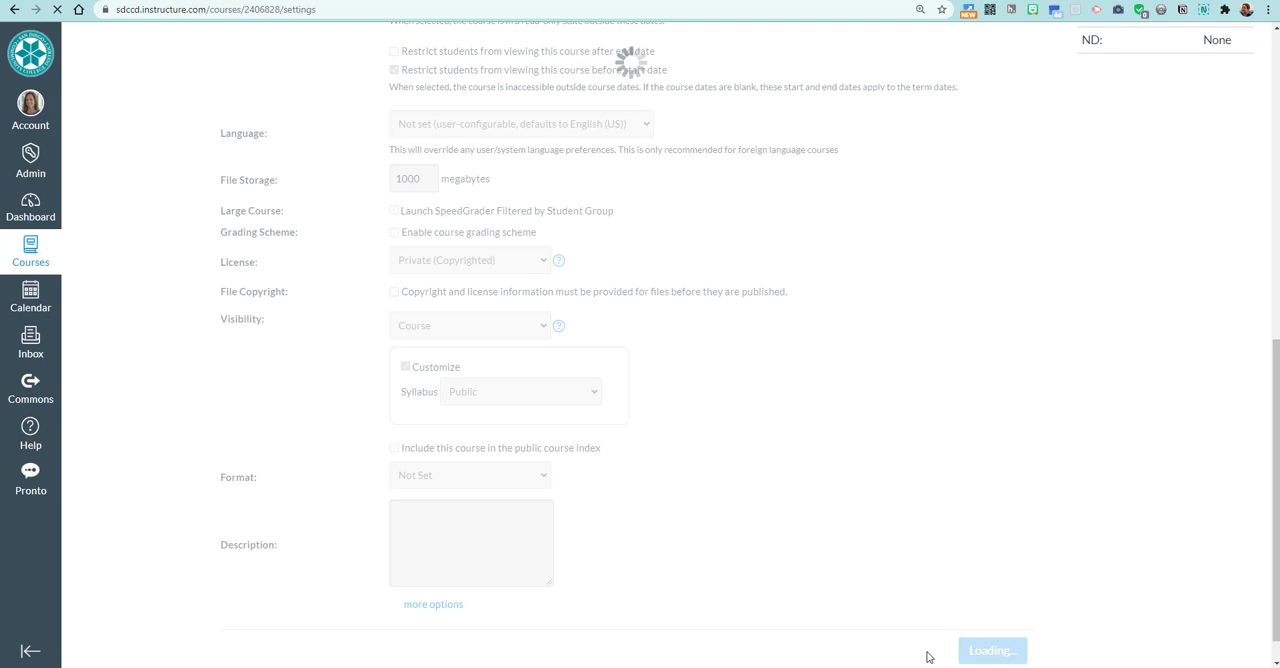 sdccd.instructure.com/courses/2406828/settings
When selected, the course is in a read-only state outside these dates.
ND: None
Restrict students from viewing this course after end date
Restrict students from viewing this course before start date
When selected, the course is inaccessible outside course dates. If the course dates are blank, these start and end dates apply to the term dates.
Language: Not set (user-configurable, defaults to English (US))
This will override any user/system language preferences. This is only recommended for foreign language courses
File Storage: 1000 megabytes
Large Course: Launch SpeedGrader Filtered by Student Group
Grading Scheme: Enable course grading scheme
License: Private (Copyrighted) ?
File Copyright: Copyright and license information must be provided for files before they are published.
Visibility: Course ?
Customize
Syllabus Public
Include this course in the public course index
Format: Not Set
Description:
more options
Loading...
Account
Admin
Dashboard
Courses
Calendar
Inbox
Commons
Help
Pronto
NEW
0